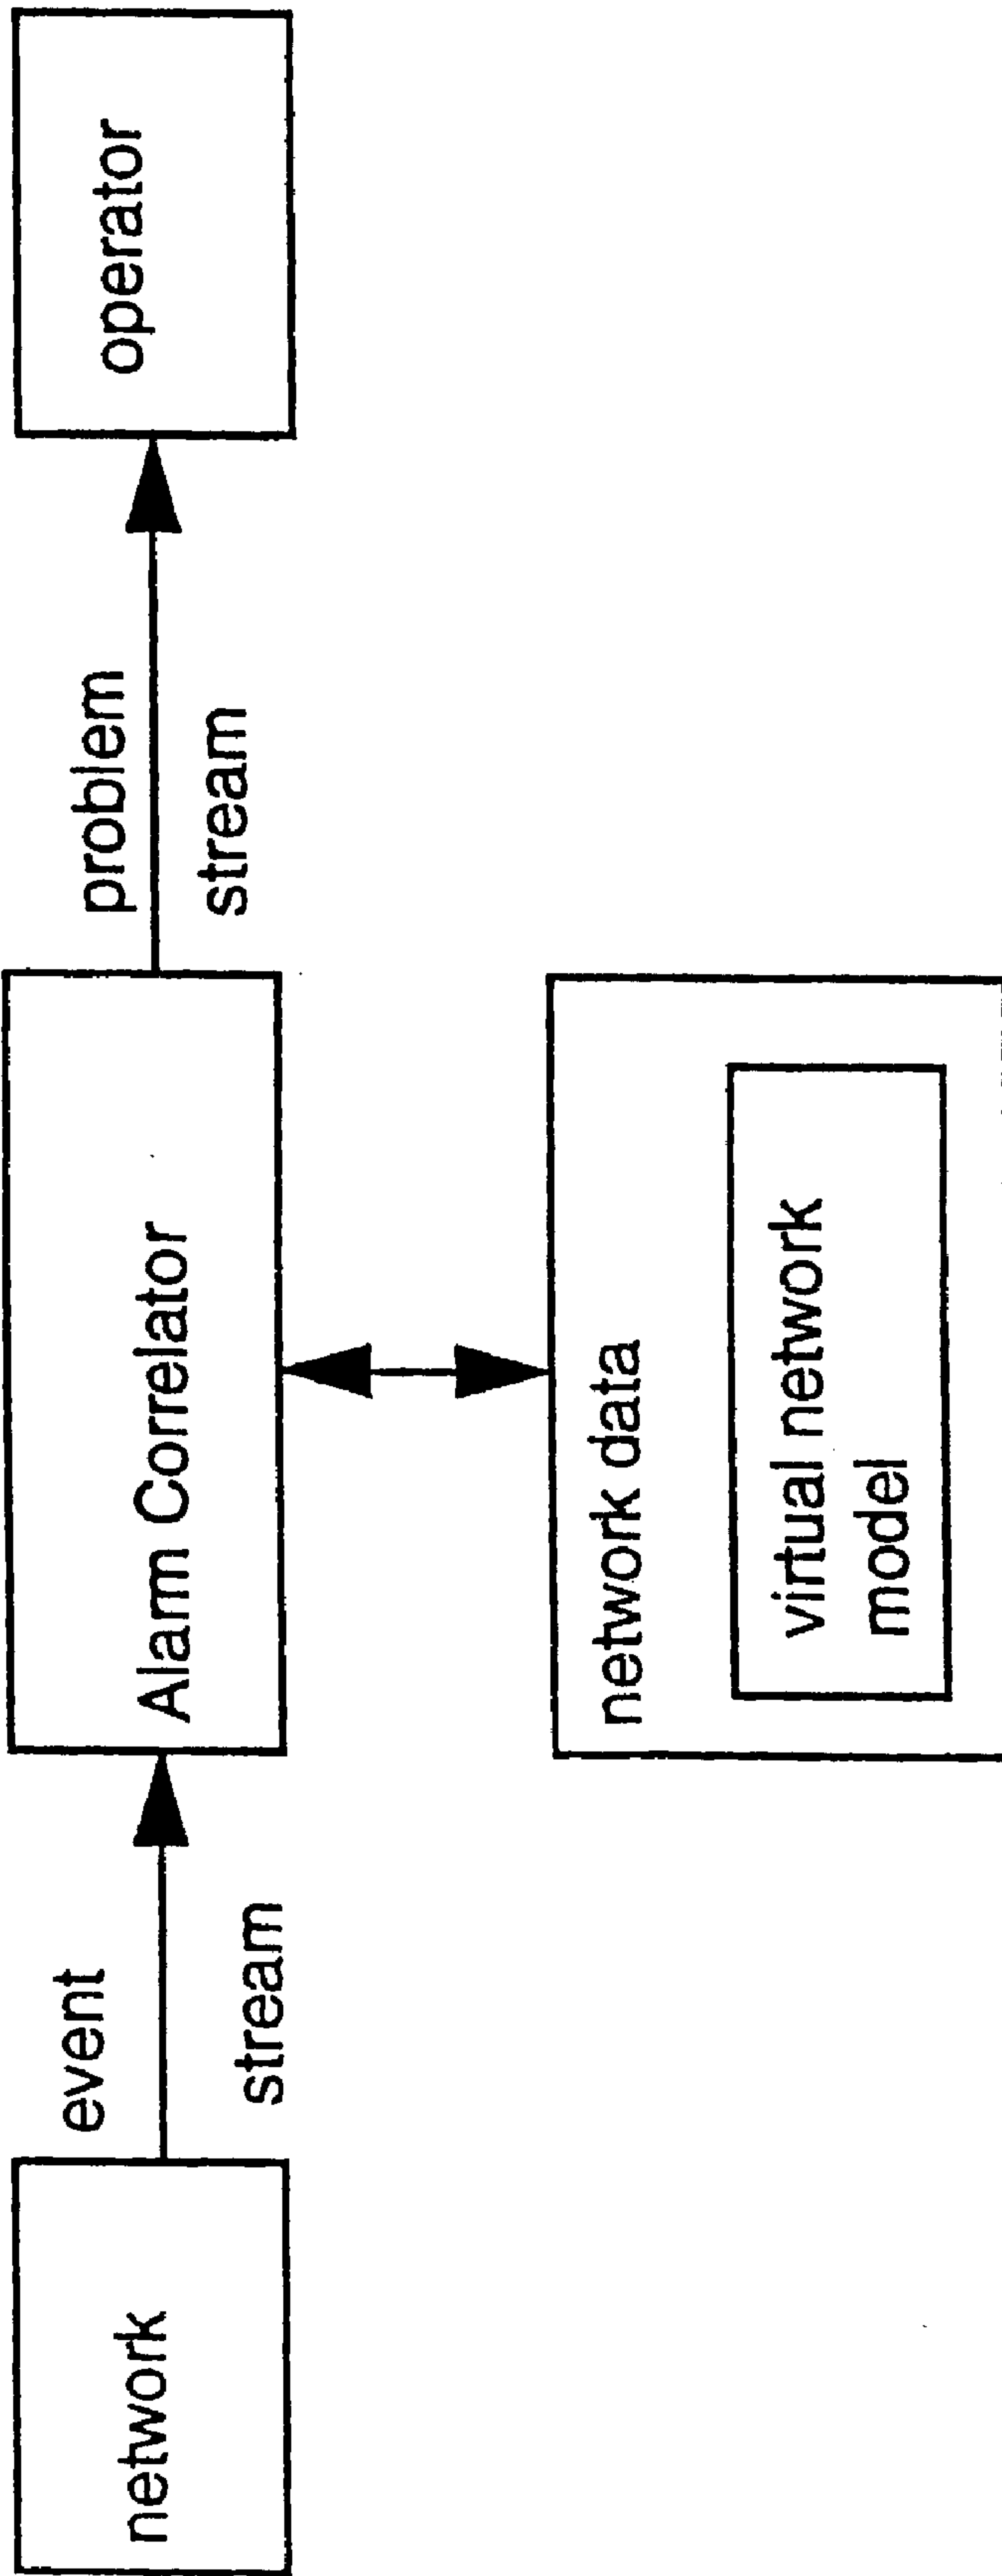 network
event
stream
Alarm Correlator
problem
stream
operator
network data
virtual network
model